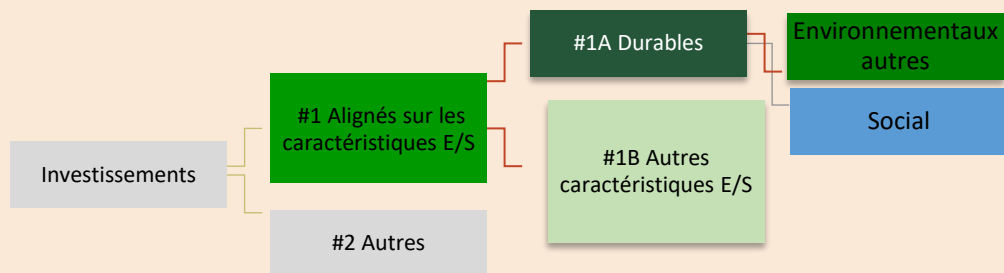 Investissements
#1 Alignés sur les
caractéristiques E/S
#2 Autres
#1A Durables
#1B Autres
caractéristiques E/S
Environnementaux
autres
Social